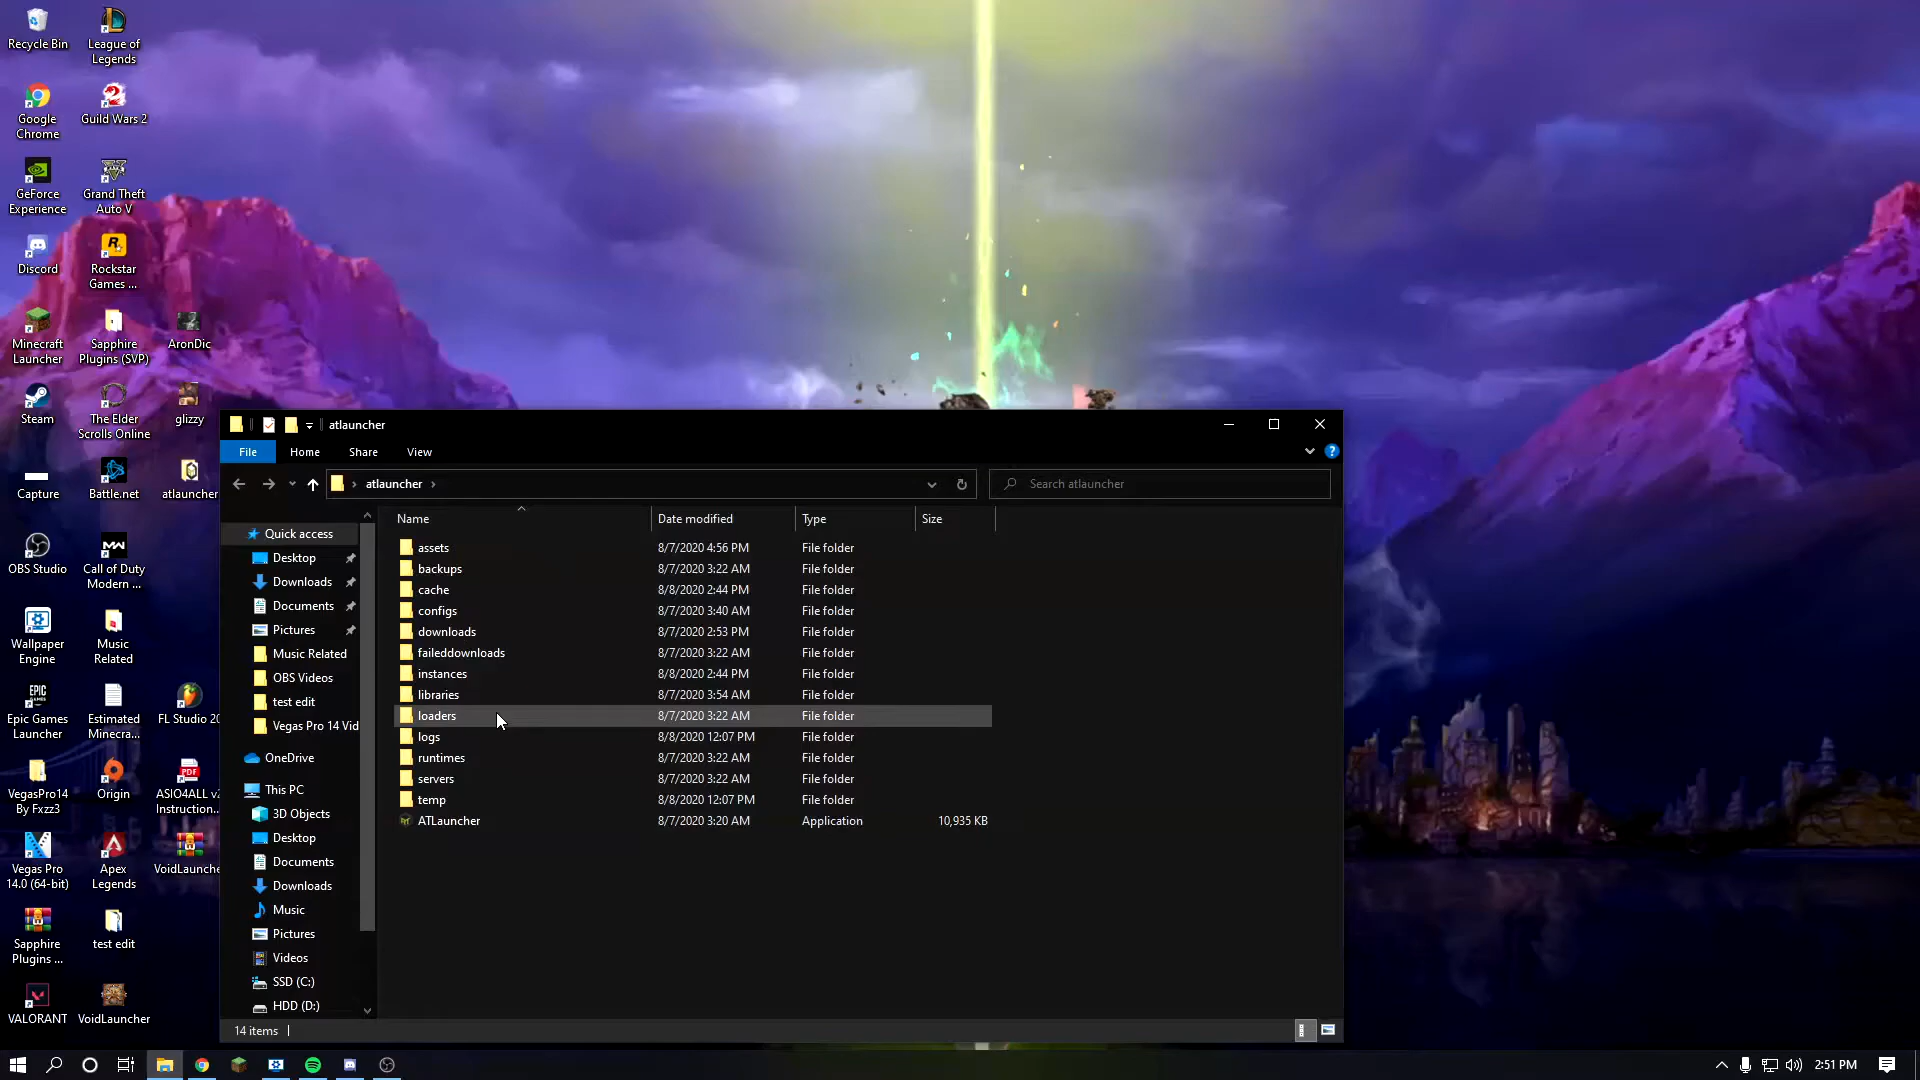 Recycle Bin
League of
Legends
Google
Chrome
Guild Wars 2
GeForce
Experience
Grand Theft
Auto V
Discord
Rockstar
Games ...
Minecraft
Launcher
Sapphire
Plugins (SVP)
AronDic
Steam
The Elder
Scrolls Online
glizzy
Capture
Battle.net
atlauncher
OBS Studio
Call of Duty
Modern ...
Wallpaper
Engine
Music
Related
Epic Games
Launcher
Estimated
Minecra...
FL Studio 20
VegasPro14
By Fxzz3
Origin
ASIO4ALL v2
Instruction...
Vegas Pro
14.0 (64-bit)
Apex
Legends
VoidLaunche
Sapphire
Plugins ...
test edit
VALORANT
VoidLauncher
atlauncher
File
Home
Share
View
atlauncher
Search atlauncher
Quick access
Desktop
Downloads
Documents
Pictures
Music Related
OBS Videos
test edit
Vegas Pro 14 Vid
OneDrive
This PC
3D Objects
Desktop
Documents
Downloads
Music
Pictures
Videos
SSD (C:)
HDD (D:)
Name Date modified Type Size
assets 8/7/2020 4:56 PM File folder
backups 8/7/2020 3:22 AM File folder
cache 8/8/2020 2:44 PM File folder
configs 8/7/2020 3:40 AM File folder
downloads 8/7/2020 2:53 PM File folder
faileddownloads 8/7/2020 3:22 AM File folder
instances 8/8/2020 2:44 PM File folder
libraries 8/7/2020 3:54 AM File folder
loaders 8/7/2020 3:22 AM File folder
logs 8/8/2020 12:07 PM File folder
runtimes 8/7/2020 3:22 AM File folder
servers 8/7/2020 3:22 AM File folder
temp 8/8/2020 12:07 PM File folder
ATLauncher 8/7/2020 3:20 AM Application 10,935 KB
14 items
2:51 PM